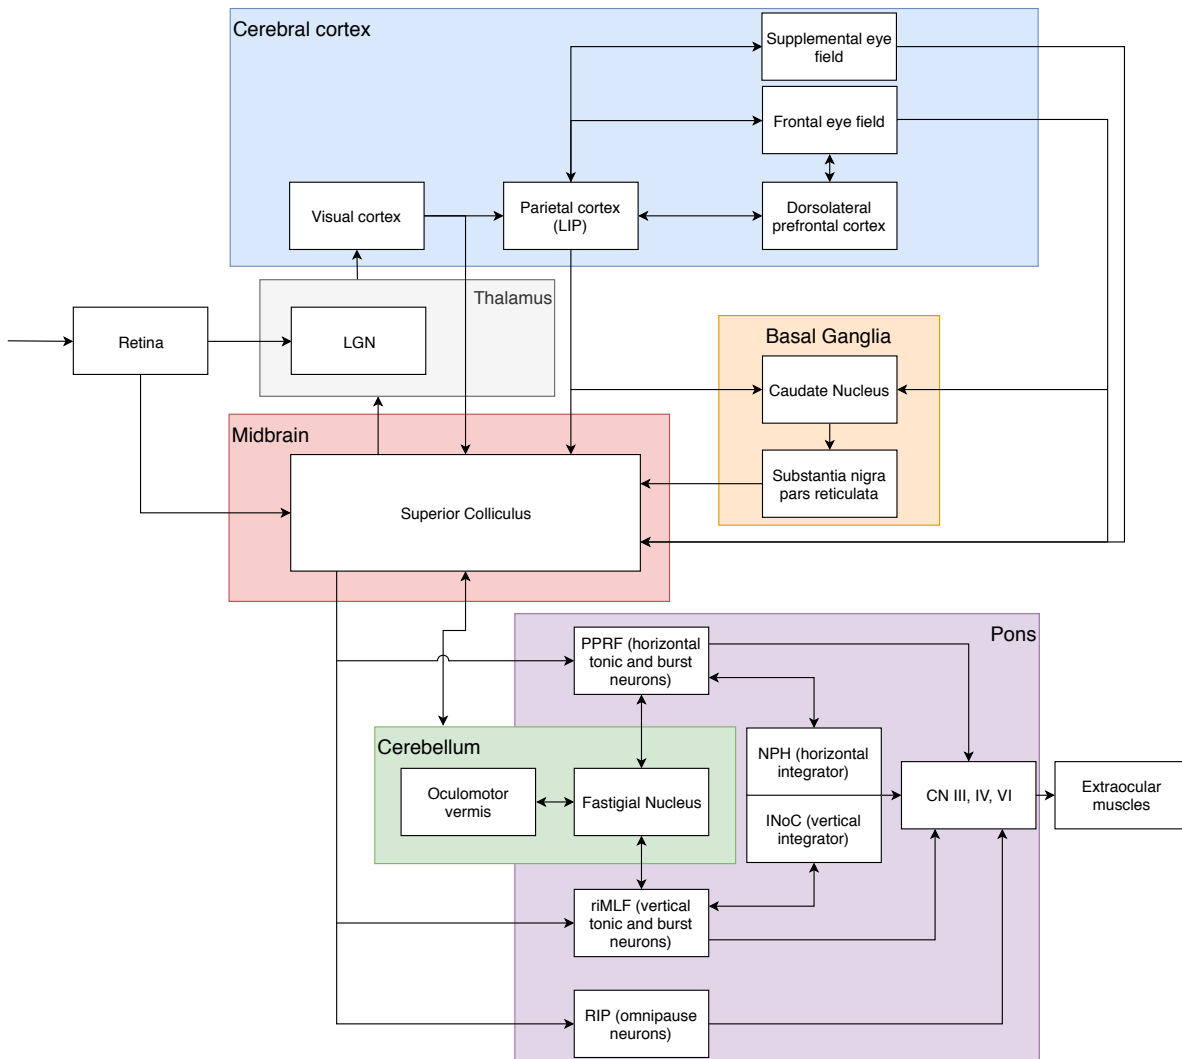 Cerebral cortex
Supplemental eye
field
Frontal eye field
Visual cortex
Parietal cortex
(LIP)
Dorsolateral
prefrontal cortex
Thalamus
Retina
LGN
Basal Ganglia
Caudate Nucleus
Midbrain
Substantia nigra
pars reticulata
Superior Colliculus
Pons
PPRF (horizontal
tonic and burst
neurons)
Cerebellum
NPH (horizontal
integrator)
Oculomotor
vermis
Fastigial Nucleus
CN III, IV, VI
Extraocular
muscles
INoC (vertical
integrator)
riMLF (vertical
tonic and burst
neurons)
RIP (omnipause
neurons)